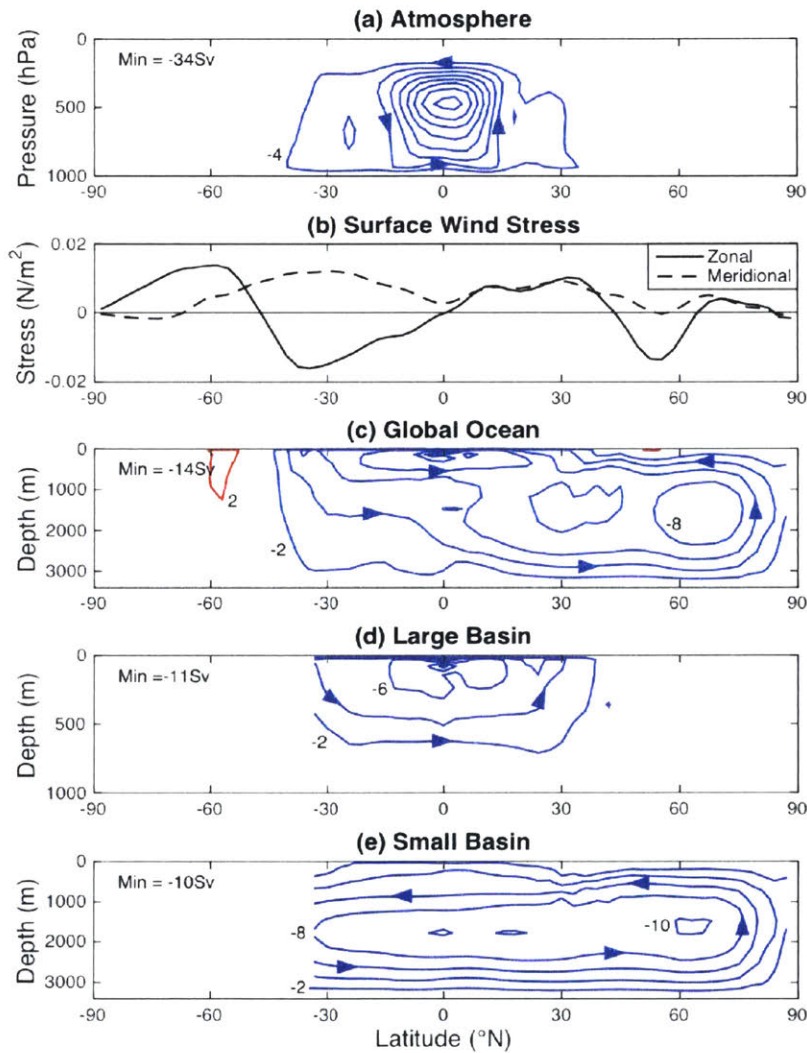 (a) Atmosphere
Min = -34Sv
Pressure (hPa)
0
500
1000
-4
-90 -60 -30 0 30 60 90
(b) Surface Wind Stress
Stress (N/m²)
0.02
0
-0.02
Zonal
Meridional
-90 -60 -30 0 30 60 90
(c) Global Ocean
Min = -14Sv
Depth (m)
0
1000
2000
3000
2
-2
-8
-90 -60 -30 0 30 60 90
(d) Large Basin
Min =-11Sv
Depth (m)
0
500
1000
-6
-2
-90 -60 -30 0 30 60 90
(e) Small Basin
Min = -10Sv
Depth (m)
0
1000
2000
3000
-8
-10
-2
-90 -60 -30 0 30 60 90
Latitude (°N)